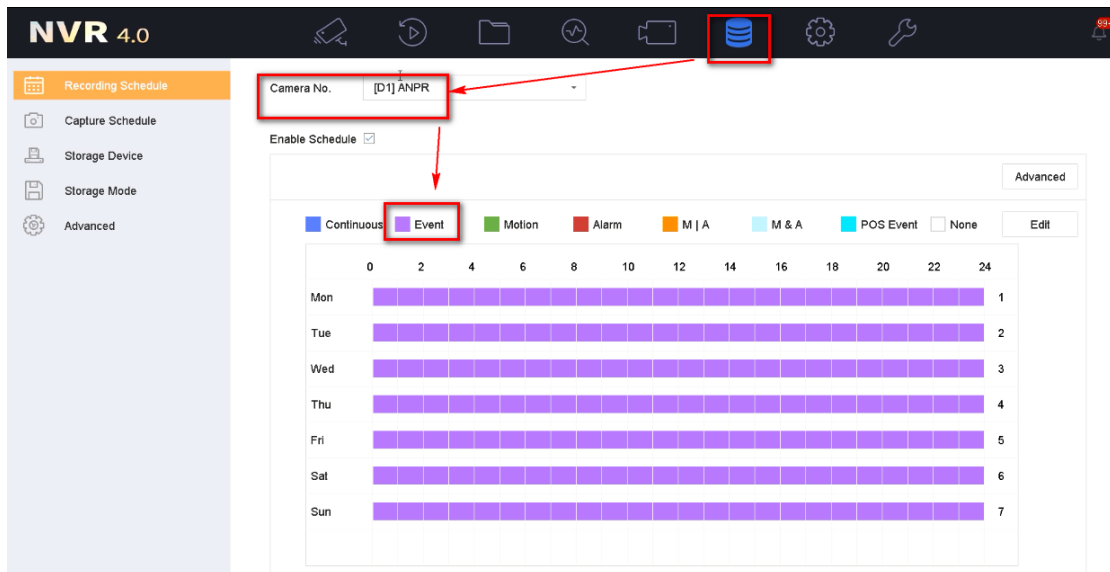 NVR 4.0
99+
Recording Schedule
Capture Schedule
Storage Device
Storage Mode
Advanced
Camera No. [D1] ANPR
Enable Schedule
Advanced
Continuous Event Motion Alarm M | A M & A POS Event None Edit
0 2 4 6 8 10 12 14 16 18 20 22 24
Mon 1
Tue 2
Wed 3
Thu 4
Fri 5
Sat 6
Sun 7